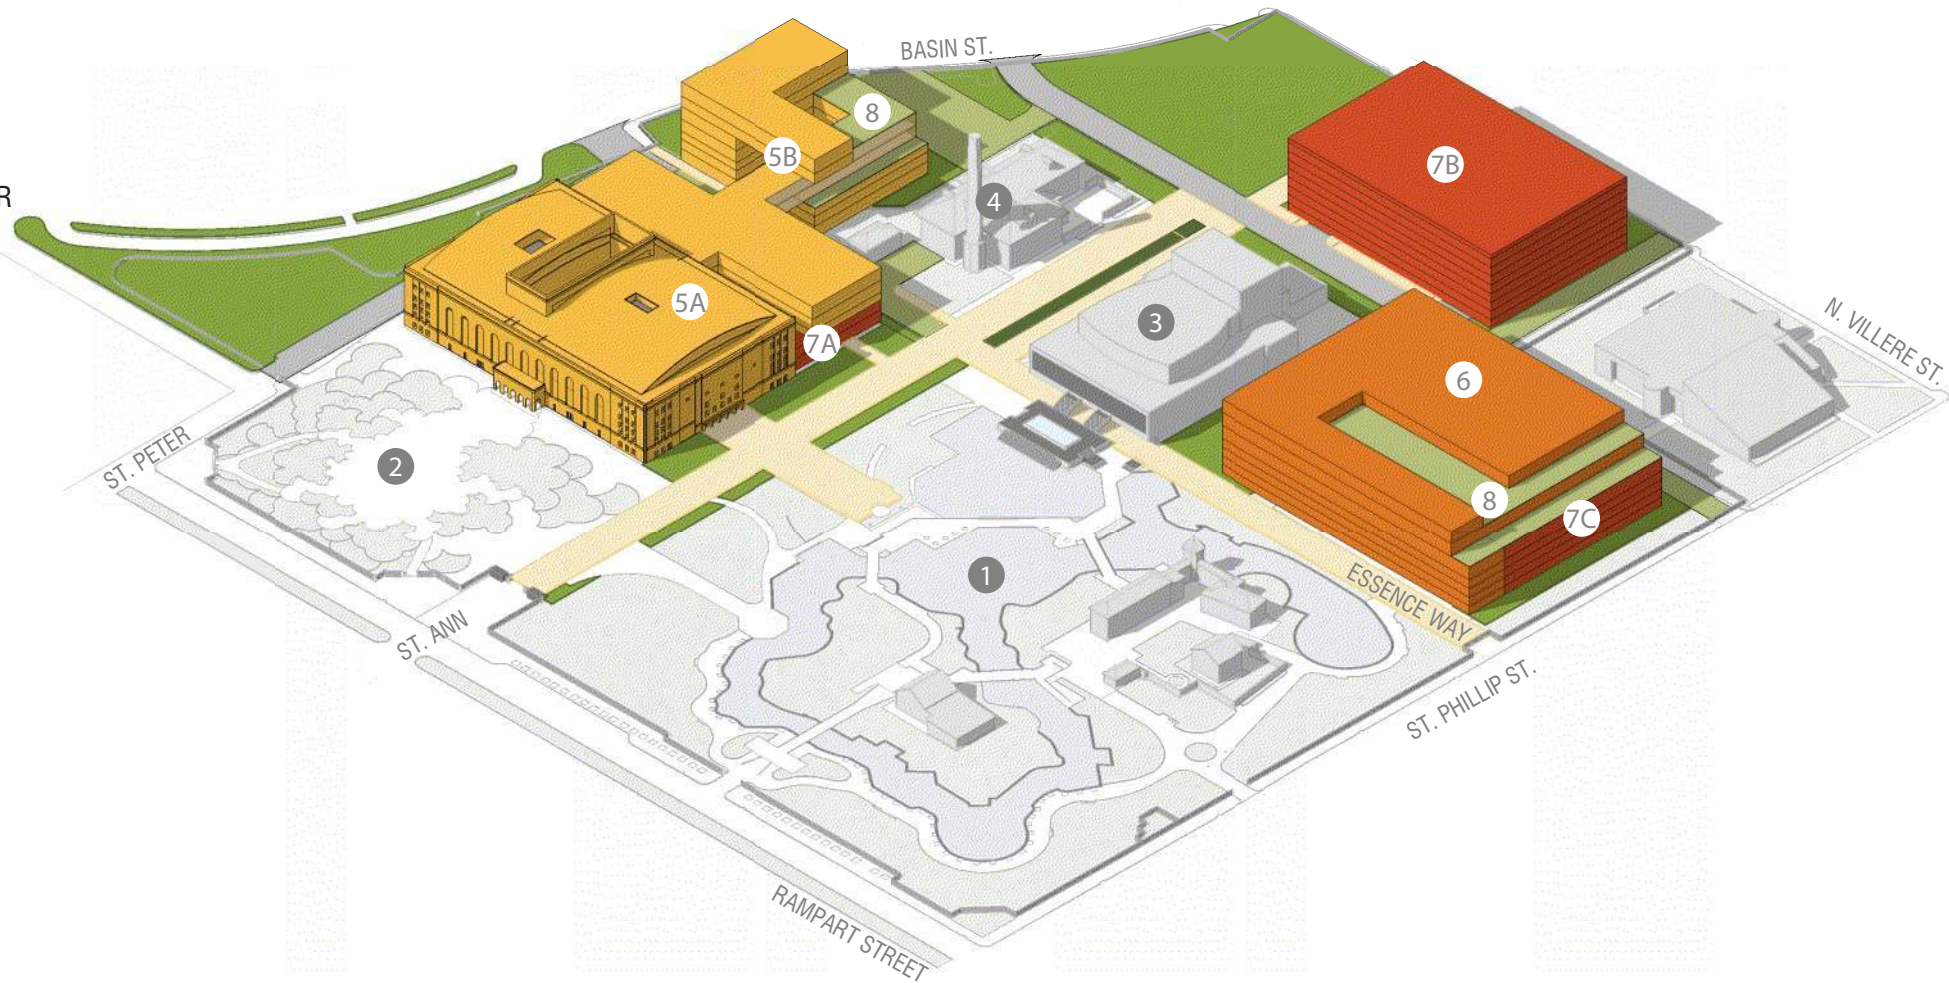 BASIN ST.
8
5B
7B
R
4
5A
3
7A
N. VILLERE ST.
6
ST. PETER
2
8
7C
1
ESSENCE WAY
ST. ANN
ST. PHILLIP ST.
RAMPART STREET